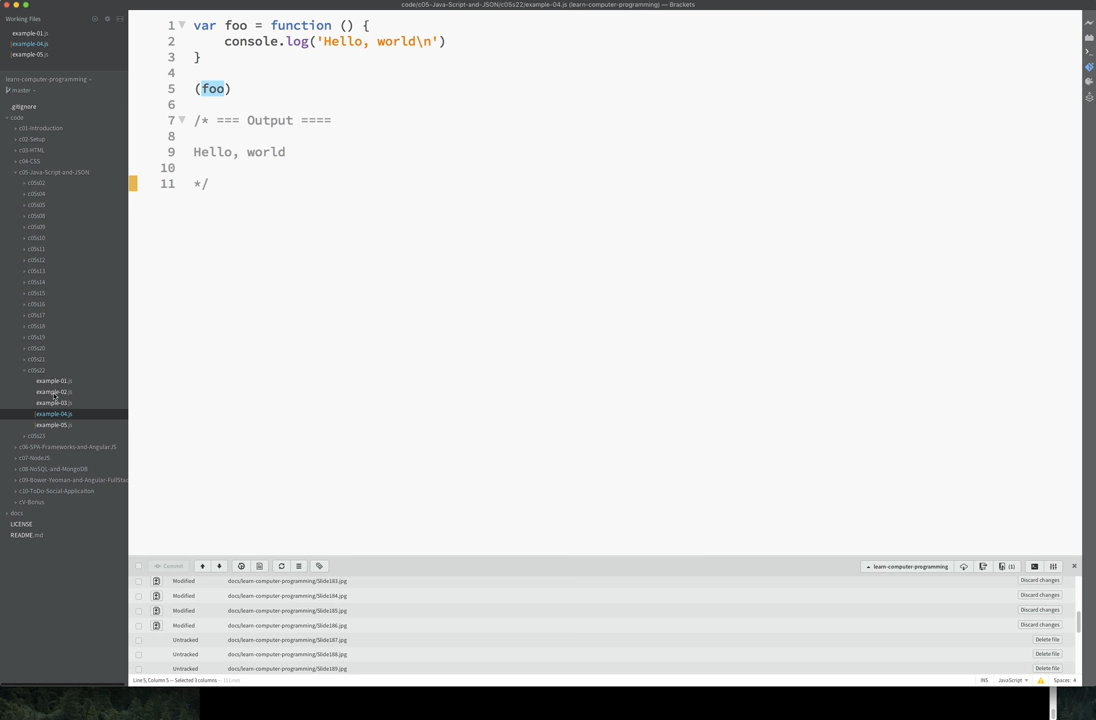 code/c05-Java-Script-and-JSON/c05s22/example-04.js (learn-computer-programming) — Brackets
Working Files
example-01.js
example-04.js
example-05.js
learn-computer-programming
master
.gitignore
code
c01-Introduction
c02-Setup
c03-HTML
c04-CSS
c05-Java-Script-and-JSON
c05s02
c05s04
c05s05
c05s08
c05s09
c05s10
c05s11
c05s12
c05s13
c05s14
c05s15
c05s16
c05s17
c05s18
c05s19
c05s20
c05s21
c05s22
example-01.js
example-02.js
example-03.js
example-04.js
example-05.js
c05s23
c06-SPA-Frameworks-and-AngularJS
c07-NodeJS
c08-NoSQL-and-MongoDB
c09-Bower-Yeoman-and-Angular-FullStac
c10-ToDo-Social-Application
cV-Bonus
docs
LICENSE
README.md
1 var foo = function () {
2 console.log('Hello, world\n')
3 }
4
5 (foo)
6
7 /* === Output ====
8
9 Hello, world
10
11 */
Commit
learn-computer-programming
(1)
Modified docs/learn-computer-programming/Slide183.jpg Discard changes
Modified docs/learn-computer-programming/Slide184.jpg Discard changes
Modified docs/learn-computer-programming/Slide185.jpg Discard changes
Modified docs/learn-computer-programming/Slide186.jpg Discard changes
Untracked docs/learn-computer-programming/Slide187.jpg Delete file
Untracked docs/learn-computer-programming/Slide188.jpg Delete file
Untracked docs/learn-computer-programming/Slide189.jpg Delete file
Line 5, Column 5 — Selected 3 columns — 11 Lines INS JavaScript Spaces: 4